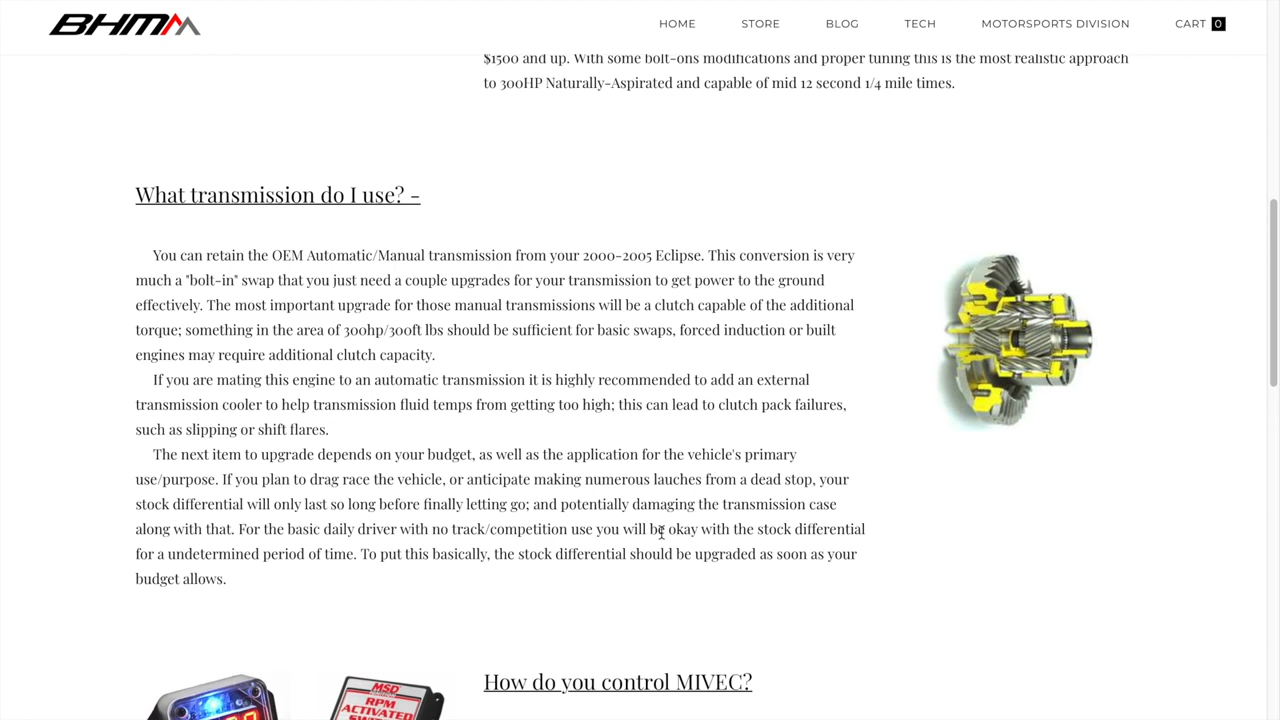 BHMM
HOME STORE BLOG TECH MOTORSPORTS DIVISION CART 0
$1500 and up. With some bolt-ons modifications and proper tuning this is the most realistic approach
to 300HP Naturally-Aspirated and capable of mid 12 second 1/4 mile times.
What transmission do I use? -
You can retain the OEM Automatic/Manual transmission from your 2000-2005 Eclipse. This conversion is very
much a "bolt-in" swap that you just need a couple upgrades for your transmission to get power to the ground
effectively. The most important upgrade for those manual transmissions will be a clutch capable of the additional
torque; something in the area of 300hp/300ft lbs should be sufficient for basic swaps, forced induction or built
engines may require additional clutch capacity.
If you are mating this engine to an automatic transmission it is highly recommended to add an external
transmission cooler to help transmission fluid temps from getting too high; this can lead to clutch pack failures,
such as slipping or shift flares.
The next item to upgrade depends on your budget, as well as the application for the vehicle's primary
use/purpose. If you plan to drag race the vehicle, or anticipate making numerous lauches from a dead stop, your
stock differential will only last so long before finally letting go; and potentially damaging the transmission case
along with that. For the basic daily driver with no track/competition use you will be okay with the stock differential
for a undetermined period of time. To put this basically, the stock differential should be upgraded as soon as your
budget allows.
How do you control MIVEC?
MSD
RPM
ACTIVATED